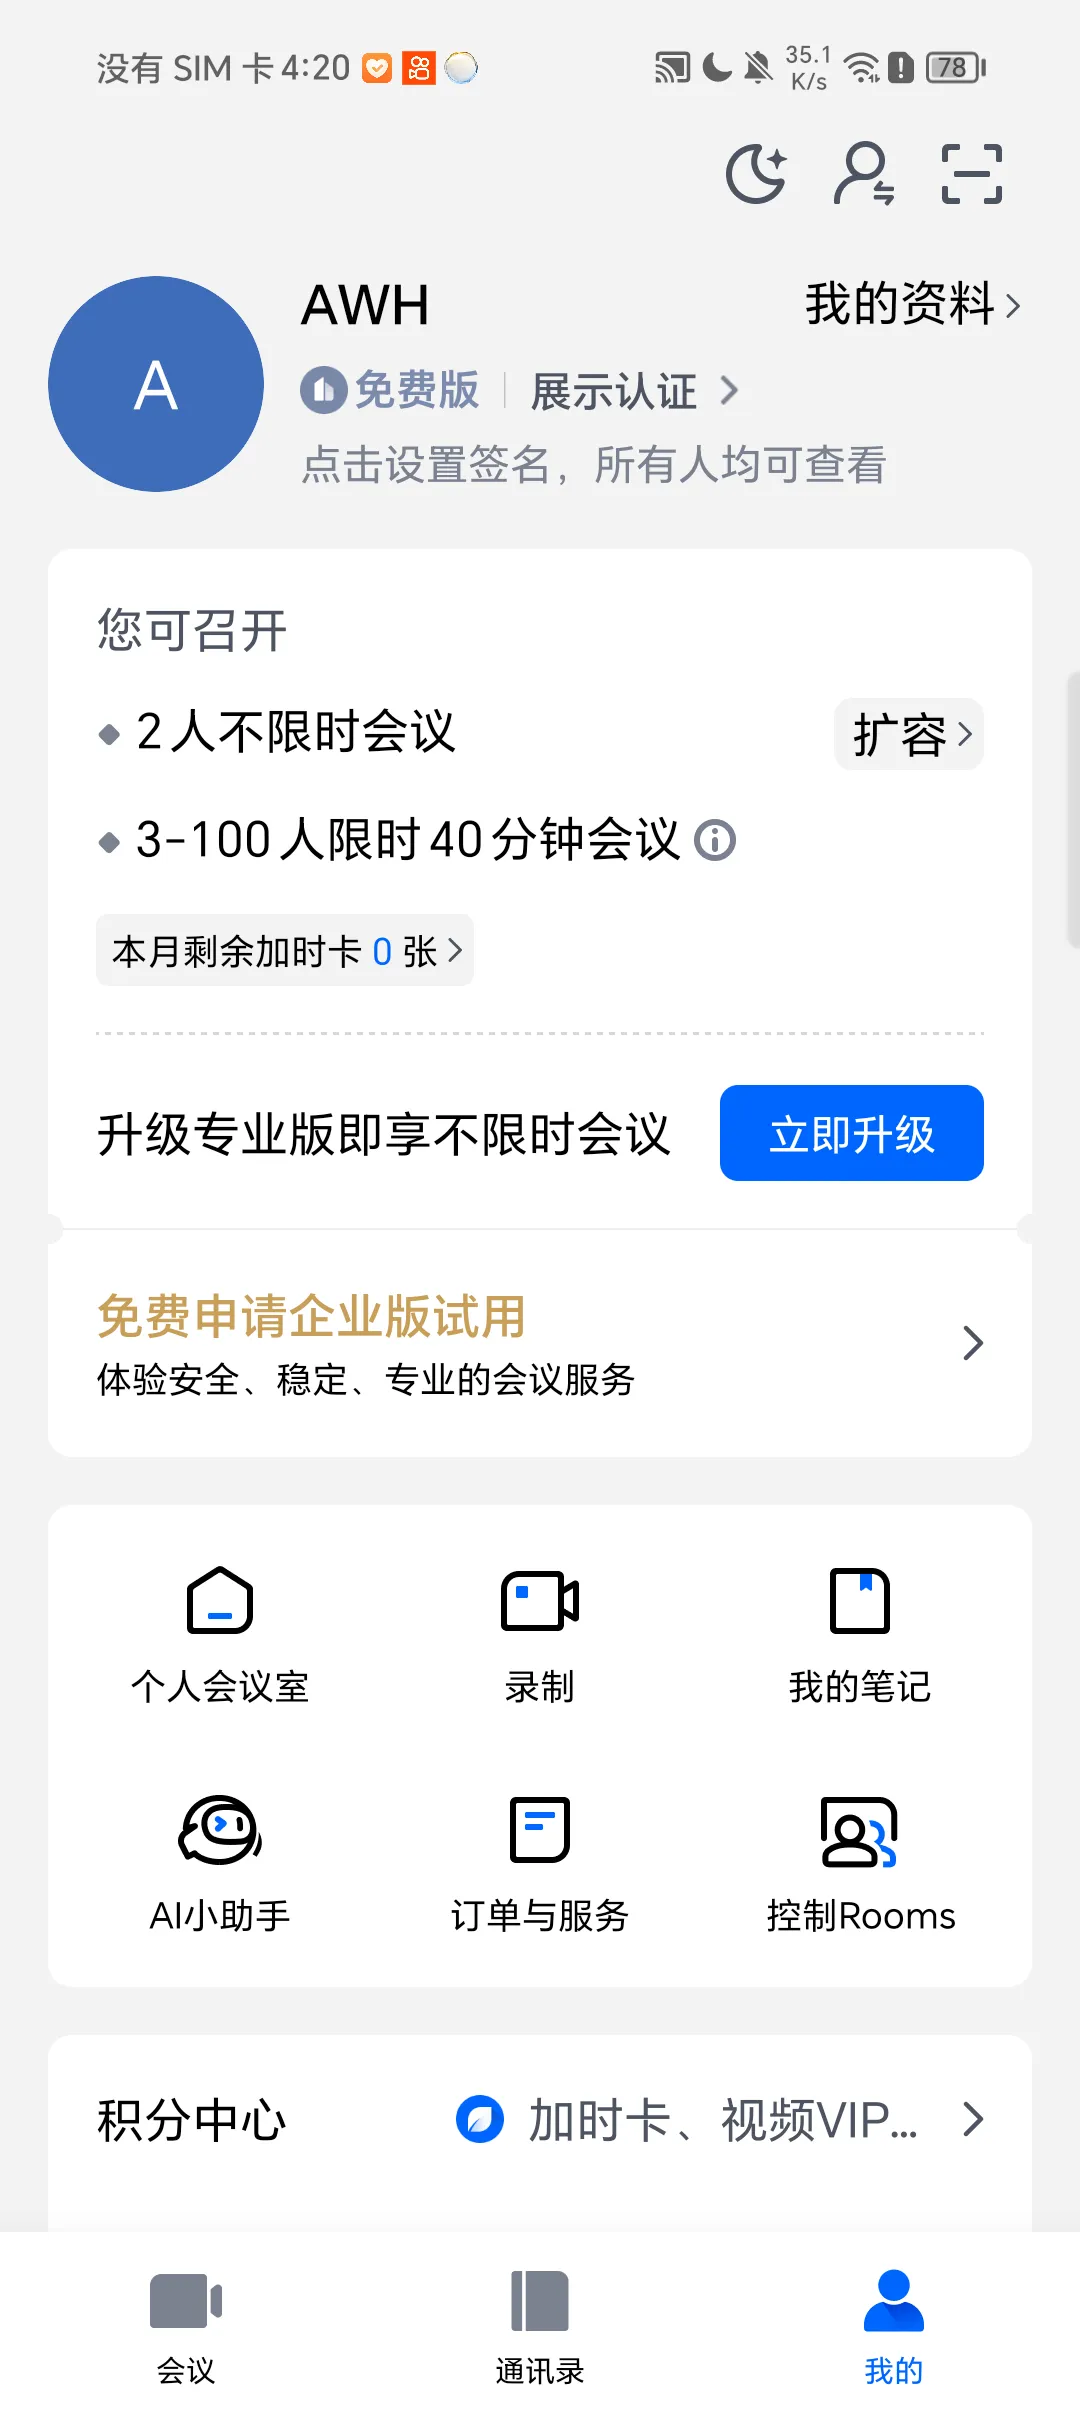 没有 SIM 卡 4:20 35.1 K/s 78
AWH
我的资料
免费版 展示认证
点击设置签名，所有人均可查看
A
您可召开
2人不限时会议
扩容
3-100人限时40分钟会议
本月剩余加时卡 0 张
升级专业版即享不限时会议
立即升级
免费申请企业版试用
体验安全、稳定、专业的会议服务
个人会议室 录制 我的笔记
AI小助手 订单与服务 控制Rooms
积分中心 加时卡、视频VIP...
会议 通讯录 我的